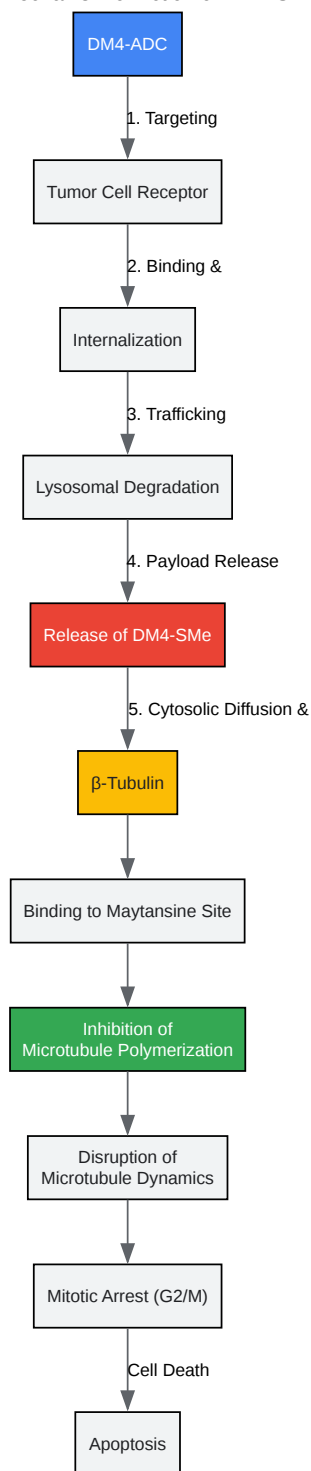 DM4-ADC
1. Targeting
Tumor Cell Receptor
2. Binding &
Internalization
3. Trafficking
Lysosomal Degradation
4. Payload Release
Release of DM4-SMe
5. Cytosolic Diffusion &
β-Tubulin
Binding to Maytansine Site
Inhibition of
Microtubule Polymerization
Disruption of
Microtubule Dynamics
Mitotic Arrest (G2/M)
Cell Death
Apoptosis